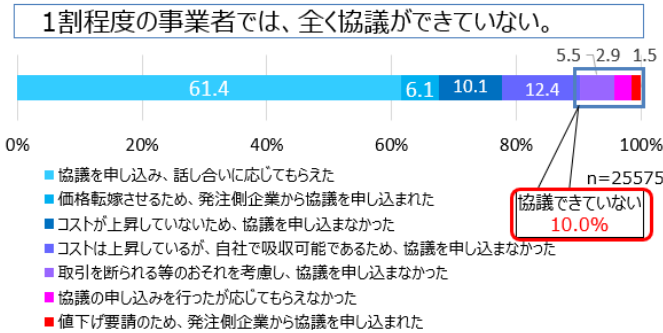 1割程度の事業者では、全く協議ができていない。
5.5 2.9 1.5
61.4 6.1 10.1 12.4
0% 20% 40% 60% 80% 100%
n=25575
協議できていない
10.0%
協議を申し込み、話し合いに応じてもらえた
価格転嫁させるため、発注側企業から協議を申し込まれた
コストが上昇していないため、協議を申し込まなかった
コストは上昇しているが、自社で吸収可能であるため、協議を申し込まなかった
取引を断られる等のおそれを考慮し、協議を申し込まなかった
協議の申し込みを行ったが応じてもらえなかった
値下げ要請のため、発注側企業から協議を申し込まれた